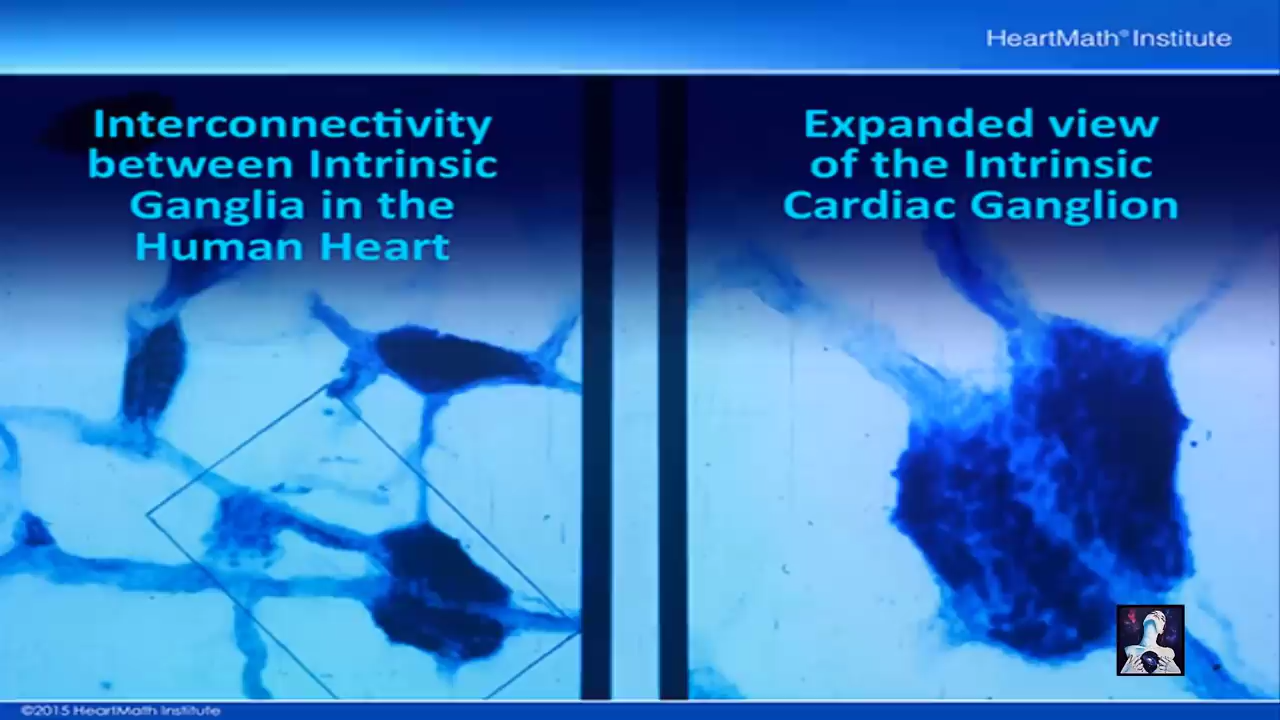 HeartMath® Institute
Interconnectivity
between Intrinsic
Ganglia in the
Human Heart
Expanded view
of the Intrinsic
Cardiac Ganglion
©2015 HeartMath Institute